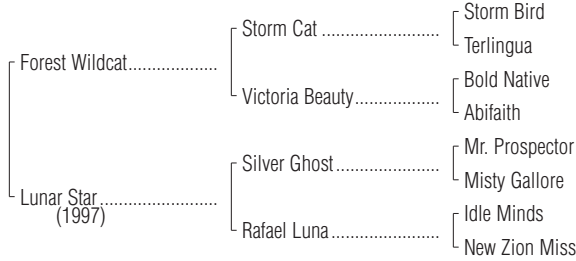 Storm Bird
Storm Cat ..........................
Terlingua
Forest Wildcat...................
Bold Native
Victoria Beauty..................
Abifaith
Mr. Prospector
Silver Ghost......................
Misty Gallore
Lunar Star.........................
(1997)
Idle Minds
Rafael Luna.......................
New Zion Miss